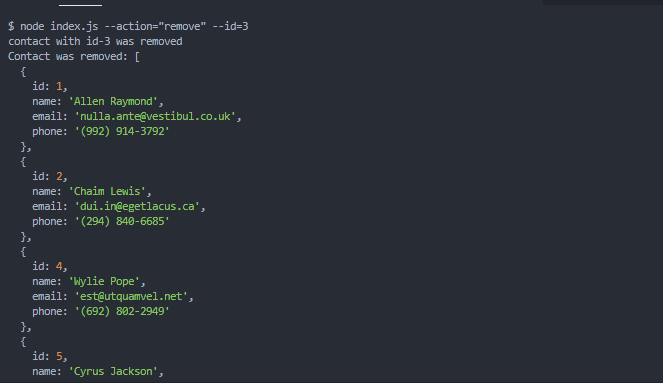 $ node index.js --action="remove" --id=3
contact with id-3 was removed
Contact was removed: [
  {
    id: 1,
    name: 'Allen Raymond',
    email: 'nulla.ante@vestibul.co.uk',
    phone: '(992) 914-3792'
  },
  {
    id: 2,
    name: 'Chaim Lewis',
    email: 'dui.in@egetlacus.ca',
    phone: '(294) 840-6685'
  },
  {
    id: 4,
    name: 'Wylie Pope',
    email: 'est@utquamvel.net',
    phone: '(692) 802-2949'
  },
  {
    id: 5,
    name: 'Cyrus Jackson',